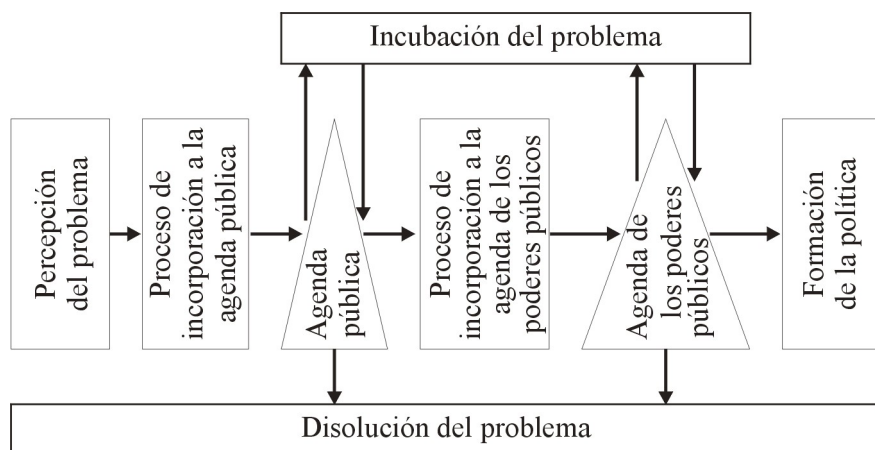 Incubación del problema
Percepción
del problema
Proceso de
incorporación a la
agenda pública
Agenda
pública
Proceso de
incorporación a la
agenda de los
poderes públicos
Agenda de
los poderes
públicos
Formación
de la política
Disolución del problema